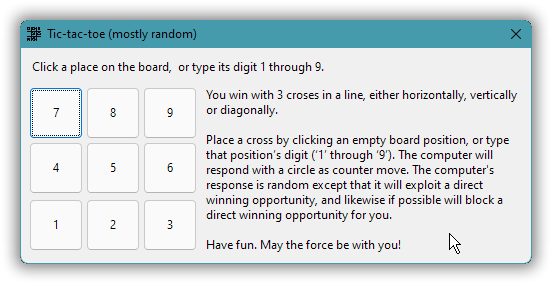 Tic-tac-toe (mostly random)
Click a place on the board,  or type its digit 1 through 9.
7 8 9
4 5 6
1 2 3
You win with 3 croses in a line, either horizontally, vertically
or diagonally.
Place a cross by clicking an empty board position, or type
that position's digit (‘1’ through ‘9’). The computer will
respond with a circle as counter move. The computer's
response is random except that it will exploit a direct
winning opportunity, and likewise if possible will block a
direct winning opportunity for you.
Have fun. May the force be with you!